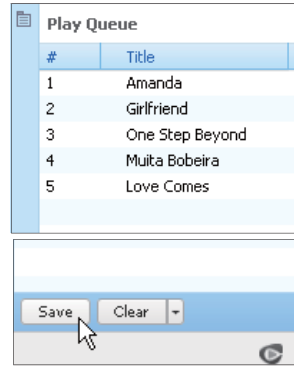 Play Queue
# Title
1 Amanda
2 Girlfriend
3 One Step Beyond
4 Muita Bobeira
5 Love Comes
Save Clear